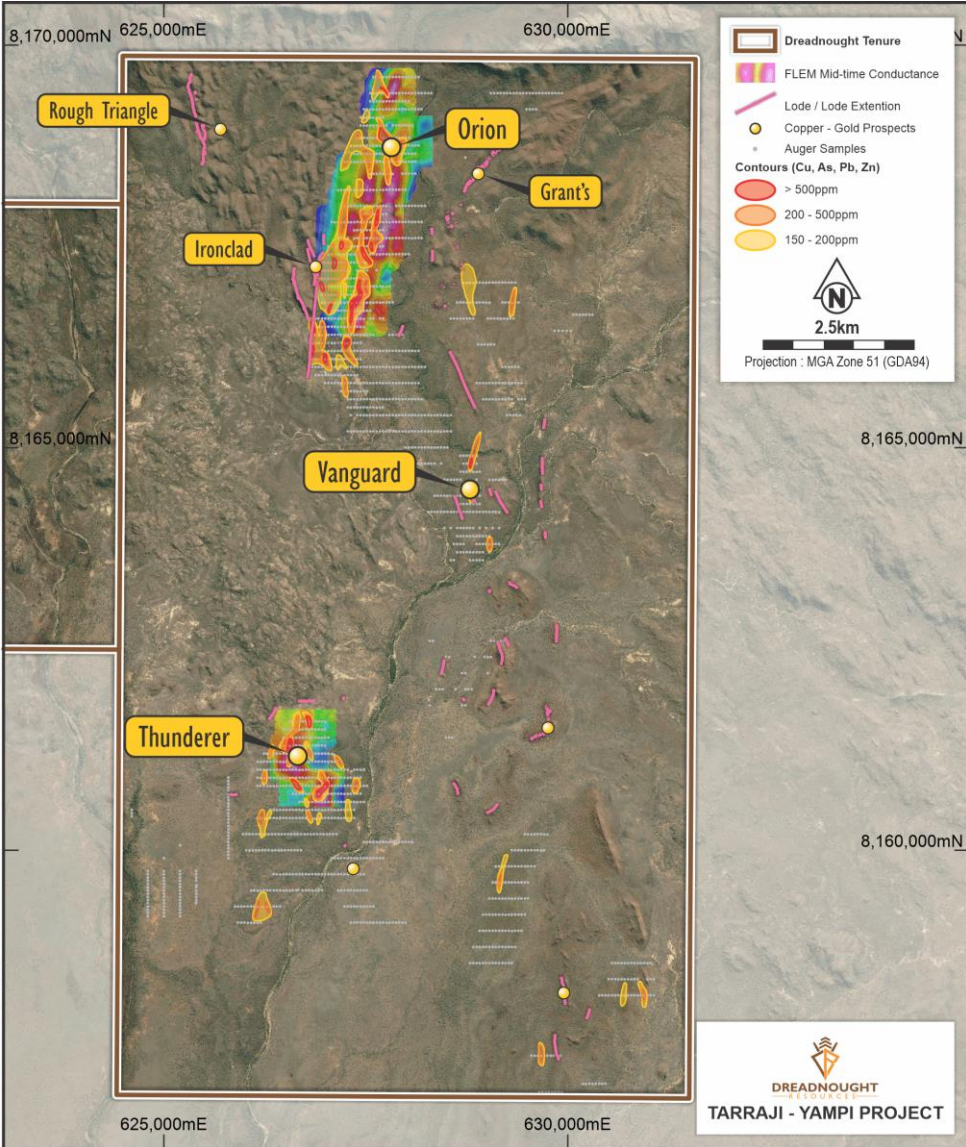 625,000mE
630,000mE
8,170,000mN
N
Dreadnought Tenure
FLEM Mid-time Conductance
Lode / Lode Extention
Copper - Gold Prospects
Auger Samples
Contours (Cu, As, Pb, Zn)
> 500ppm
200 - 500ppm
150 - 200ppm
N
2.5km
Projection : MGA Zone 51 (GDA94)
Rough Triangle
Orion
Grant's
Ironclad
8,165,000mN
8,165,000mN
Vanguard
Thunderer
8,160,000mN
DREADNOUGHT
RESOURCES
TARRAJI - YAMPI PROJECT
625,000mE
630,000mE